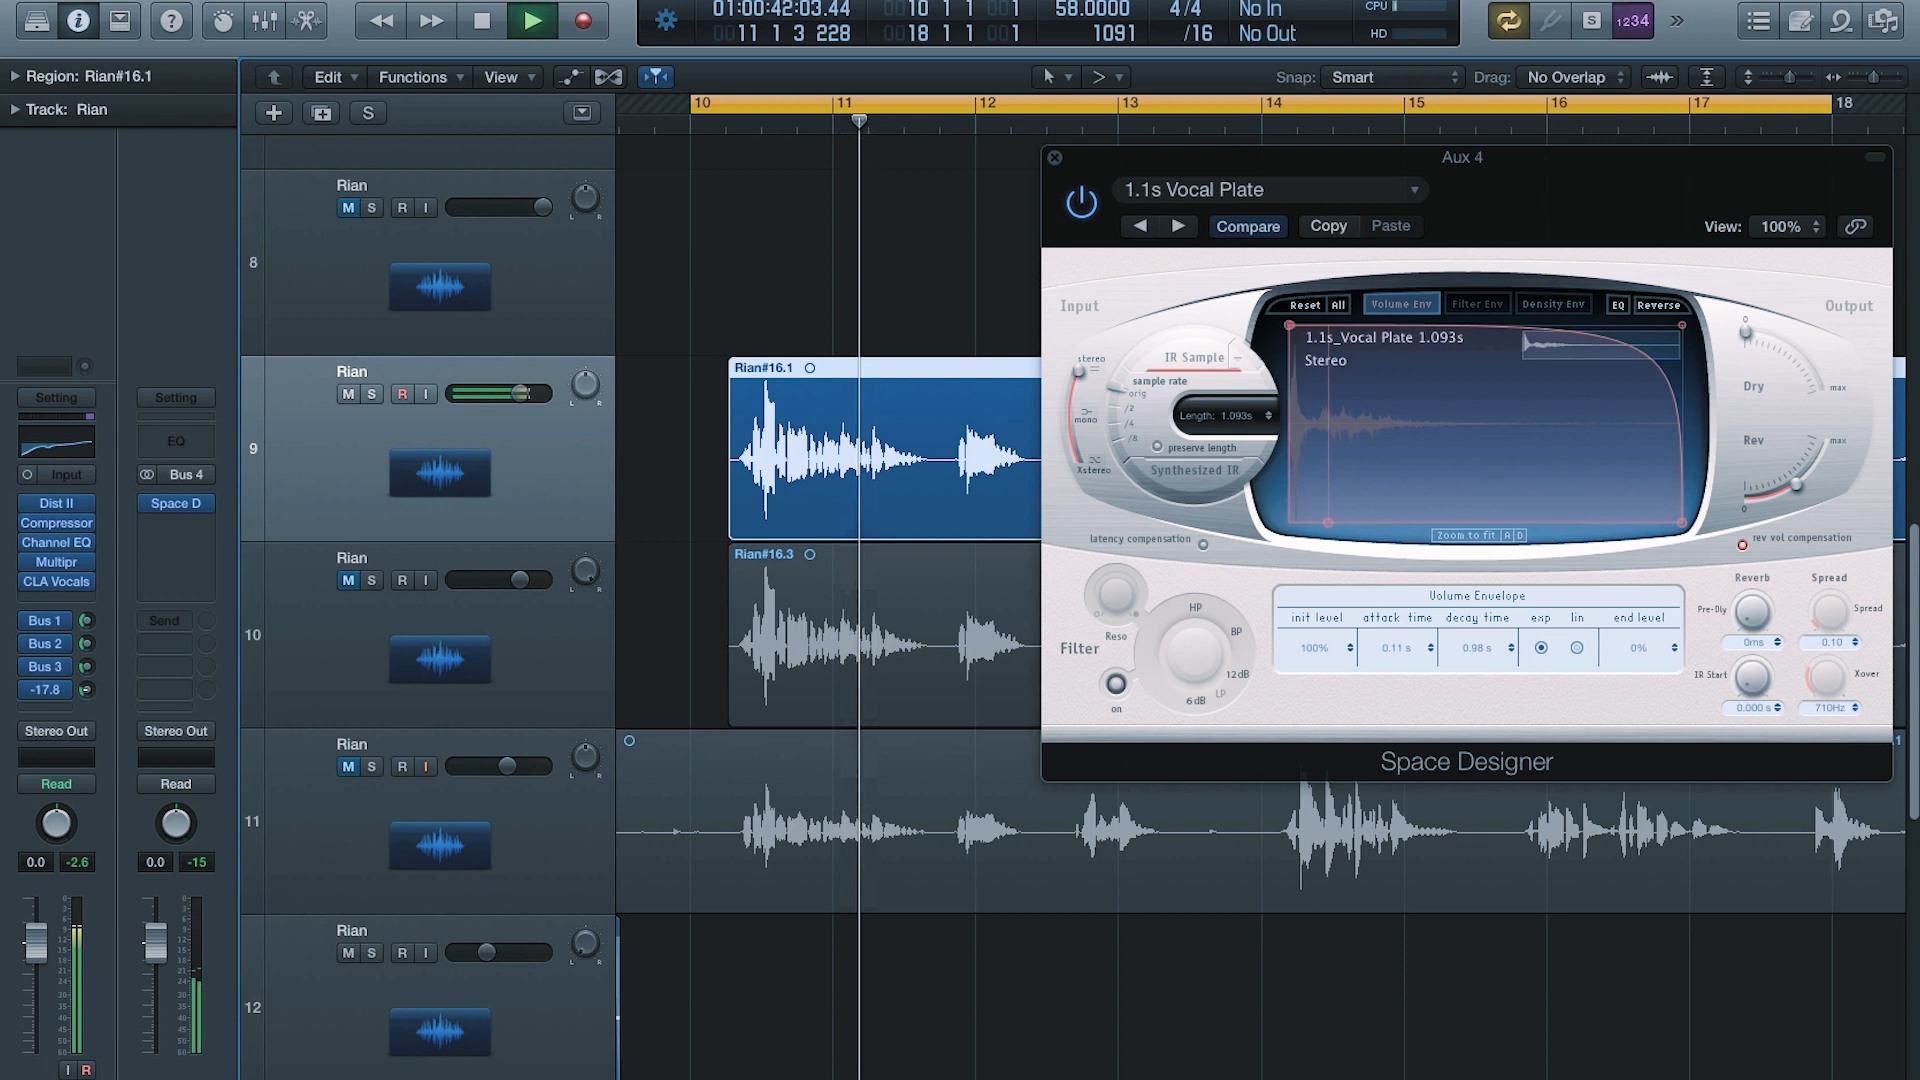 01:00:42:03.44
0010 1 1 001
58.0000
4/4
No In
CPU
0011 1 3 228
0018 1 1 001
1091
/16
No Out
HD
S
1234
Region: Rian#16.1
Edit
Functions
View
Snap: Smart
Drag: No Overlap
Track: Rian
S
10
11
12
13
14
15
16
17
18
Rian
M S R I
L R
8
Rian
M S R I
L R
9
Rian
M S R I
L R
10
Rian
M S R I
L R
11
Rian
M S R I
L R
12
Rian#16.1
Rian#16.3
1
Setting
Input
Dist II
Compressor
Channel EQ
Multipr
CLA Vocals
Bus 1
Bus 2
Bus 3
-17.8
Stereo Out
Read
0.0 -2.6
I R
Setting
EQ
Bus 4
Space D
Send
Stereo Out
Read
0.0 -15
Aux 4
1.1s Vocal Plate
Compare
Copy
Paste
View: 100%
Input
Reset All
Volume Env
Filter Env
Density Env
EQ
Reverse
Output
1.1s_Vocal Plate 1.093s
Stereo
stereo
mono
Xstereo
IR Sample
sample rate
orig
/2
/4
/8
Length: 1.093s
preserve length
Synthesized IR
0
Dry
max
Rev
max
0
latency compensation
Zoom to fit A D
rev vol compensation
Filter
Reso
on
HP
BP
12dB
LP
6dB
Volume Envelope
init level
attack time
decay time
exp
lin
end level
100%
0.11 s
0.98 s
0%
Reverb
Spread
Pre-Dly
Spread
0ms
0.10
IR Start
Xover
0.000 s
710Hz
Space Designer